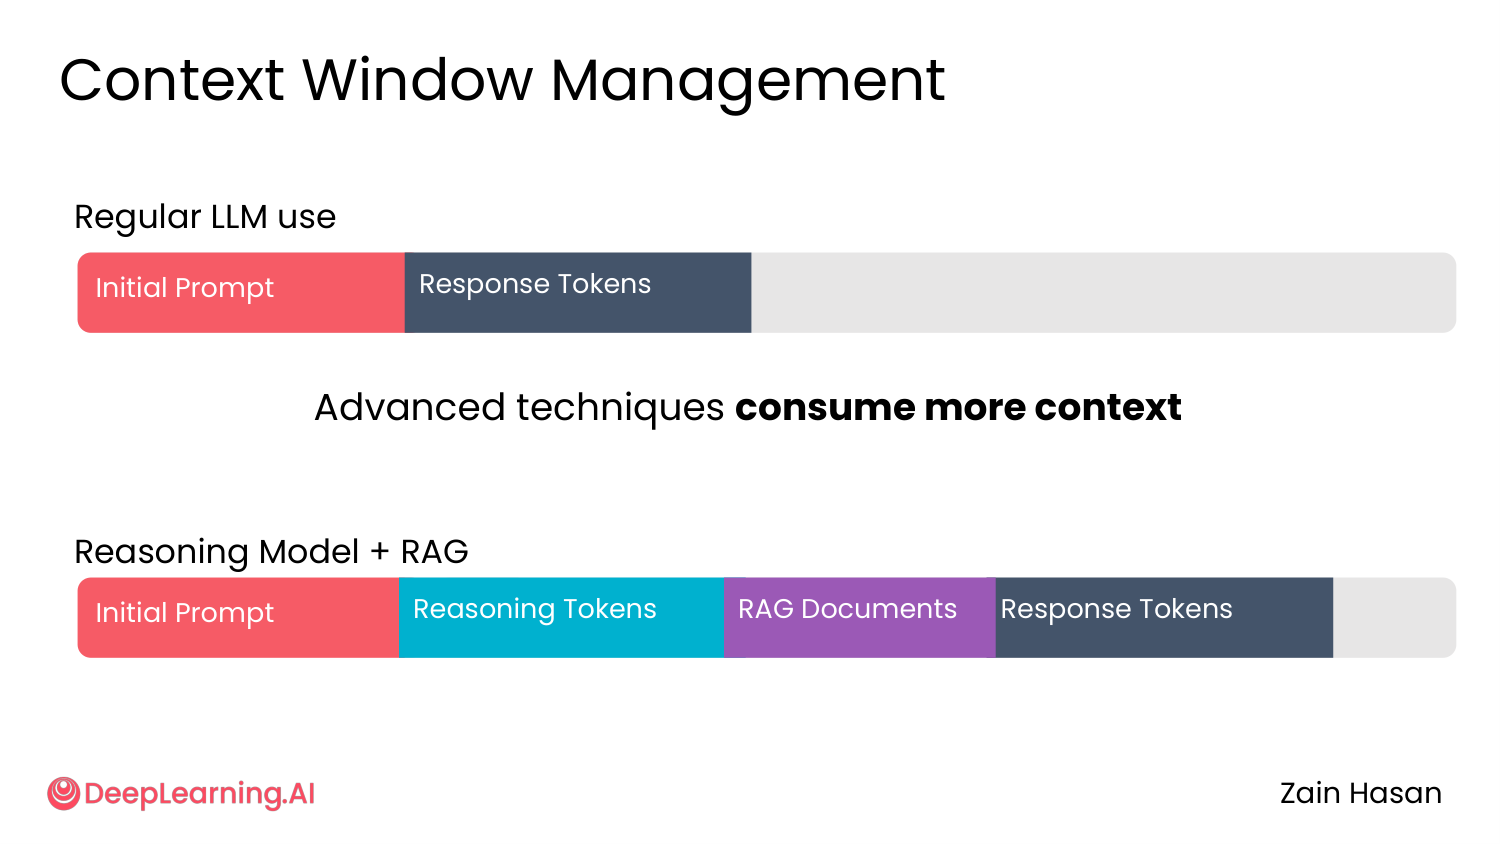 Context Window Management
Regular LLM use
Initial Prompt
Response Tokens
Advanced techniques consume more context
Reasoning Model + RAG
Initial Prompt
Reasoning Tokens
RAG Documents
Response Tokens
DeepLearning.AI
Zain Hasan